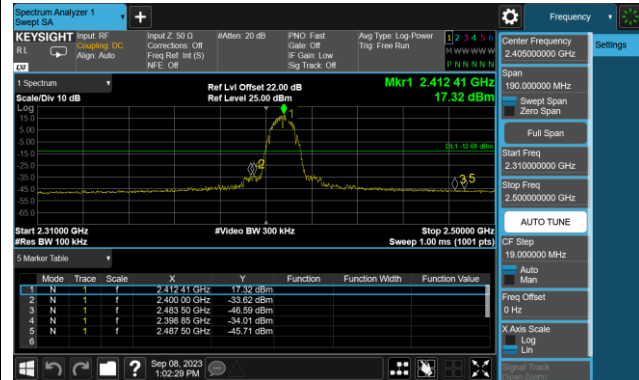 Spectrum Analyzer 1
Swept SA
Frequency
KEYSIGHT
RL
LXI
Input: RF
Coupling: DC
Align: Auto
Input Z: 50 Ω
Corrections: Off
Freq Ref: Int (S)
NFE: Off
#Atten: 20 dB
PNO: Fast
Gate: Off
IF Gain: Low
Sig Track: Off
Avg Type: Log-Power
Trig: Free Run
1 2 3 4 5 6
M W W W W W
P N N N N N
1 Spectrum
Scale/Div 10 dB
Log
Ref Lvl Offset 22.00 dB
Ref Level 25.00 dBm
Mkr1 2.412 41 GHz
17.32 dBm
15.0
5.00
-5.00
-15.0
-25.0
-35.0
-45.0
-55.0
-65.0
1
DL1 -12.68 dBm
2
3
5
Start 2.31000 GHz
#Res BW 100 kHz
#Video BW 300 kHz
Stop 2.50000 GHz
Sweep 1.00 ms (1001 pts)
5 Marker Table
Mode Trace Scale X Y Function Function Width Function Value
1 N 1 f 2.412 41 GHz 17.32 dBm
2 N 1 f 2.400 00 GHz -33.62 dBm
3 N 1 f 2.483 50 GHz -46.59 dBm
4 N 1 f 2.398 85 GHz -34.01 dBm
5 N 1 f 2.487 50 GHz -45.71 dBm
6
Sep 08, 2023
1:02:29 PM
Center Frequency
2.405000000 GHz
Settings
Span
190.000000 MHz
Swept Span
Zero Span
Full Span
Start Freq
2.310000000 GHz
Stop Freq
2.500000000 GHz
AUTO TUNE
CF Step
19.000000 MHz
Auto
Man
Freq Offset
0 Hz
X Axis Scale
Log
Lin
Signal Track
(Span Zoom)